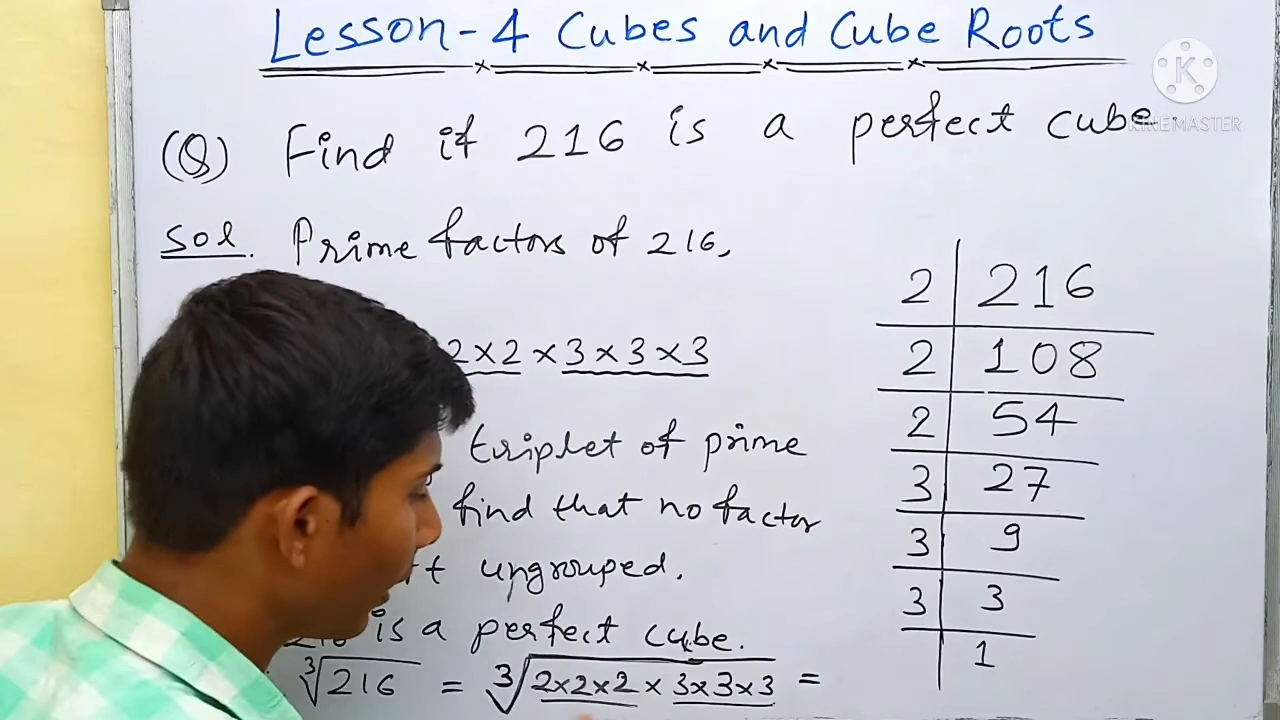 Lesson-4 Cubes and Cube Roots
K
KINEMASTER
(Q) Find if 216 is a perfect cube.
Sol. Prime factors of 216,
2×2 × 3×3×3
triplet of prime
find that no factor
ungrouped.
216 is a perfect cube.
∛216 = ∛2×2×2 × 3×3×3 =
2 | 216
2 | 108
2 | 54
3 | 27
3 | 9
3 | 3
| 1